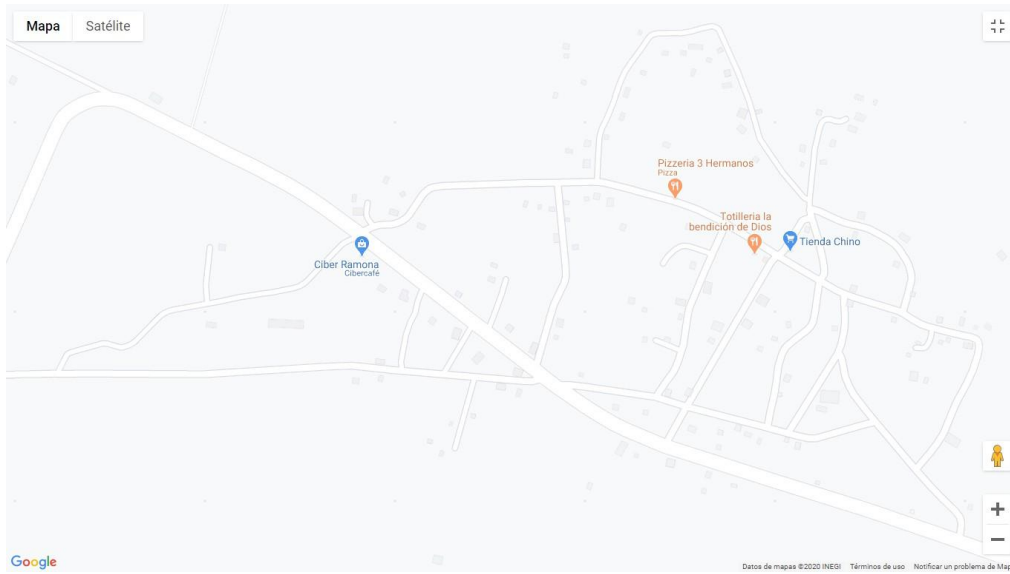 Mapa Satélite
Pizzeria 3 Hermanos
Pizza
Totilleria la
bendición de Dios
Tienda Chino
Ciber Ramona
Cibercafé
Google
Datos de mapas ©2020 INEGI Términos de uso Notificar un problema de Map